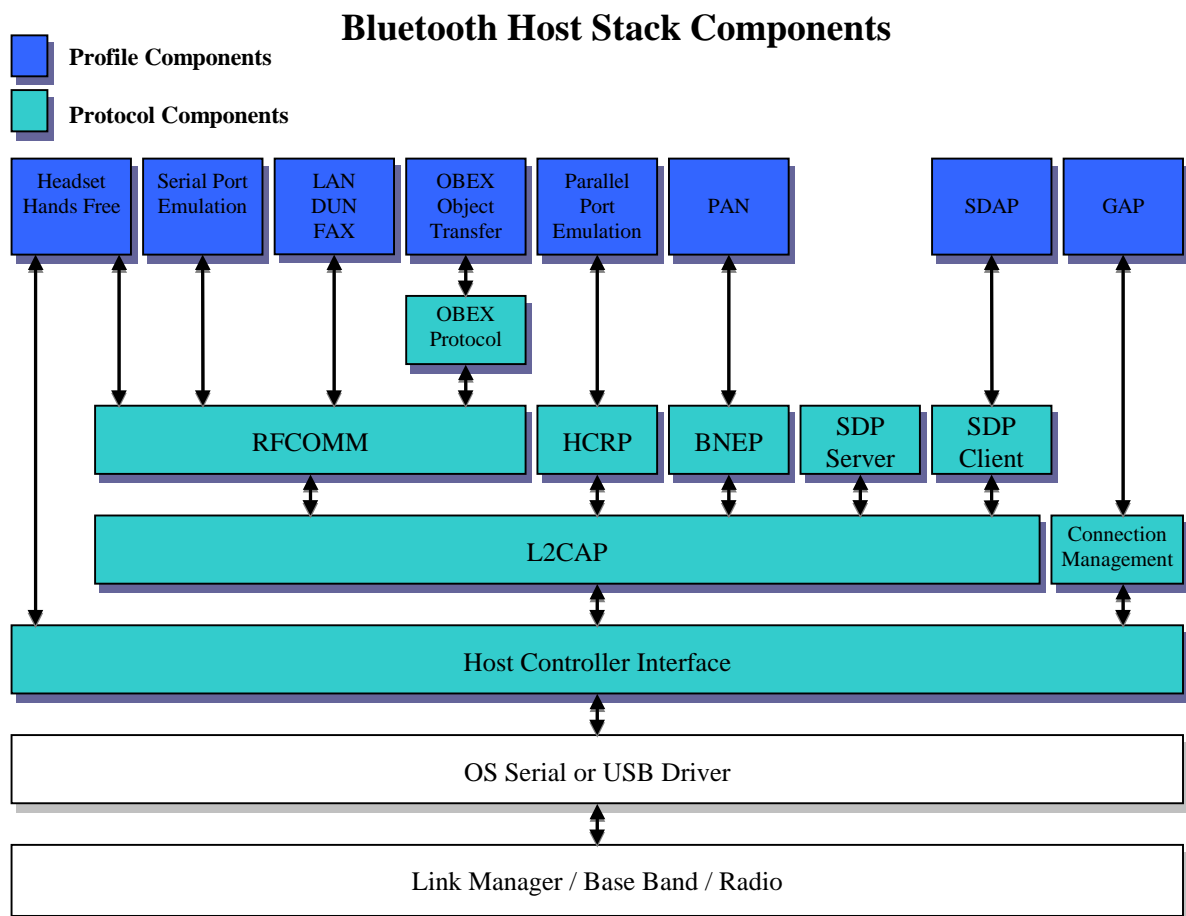 Bluetooth Host Stack Components
Profile Components
Protocol Components
Headset
Hands Free
Serial Port
Emulation
LAN
DUN
FAX
OBEX
Object
Transfer
Parallel
Port
Emulation
PAN
SDAP
GAP
OBEX
Protocol
RFCOMM
HCRP
BNEP
SDP
Server
SDP
Client
L2CAP
Connection
Management
Host Controller Interface
OS Serial or USB Driver
Link Manager / Base Band / Radio